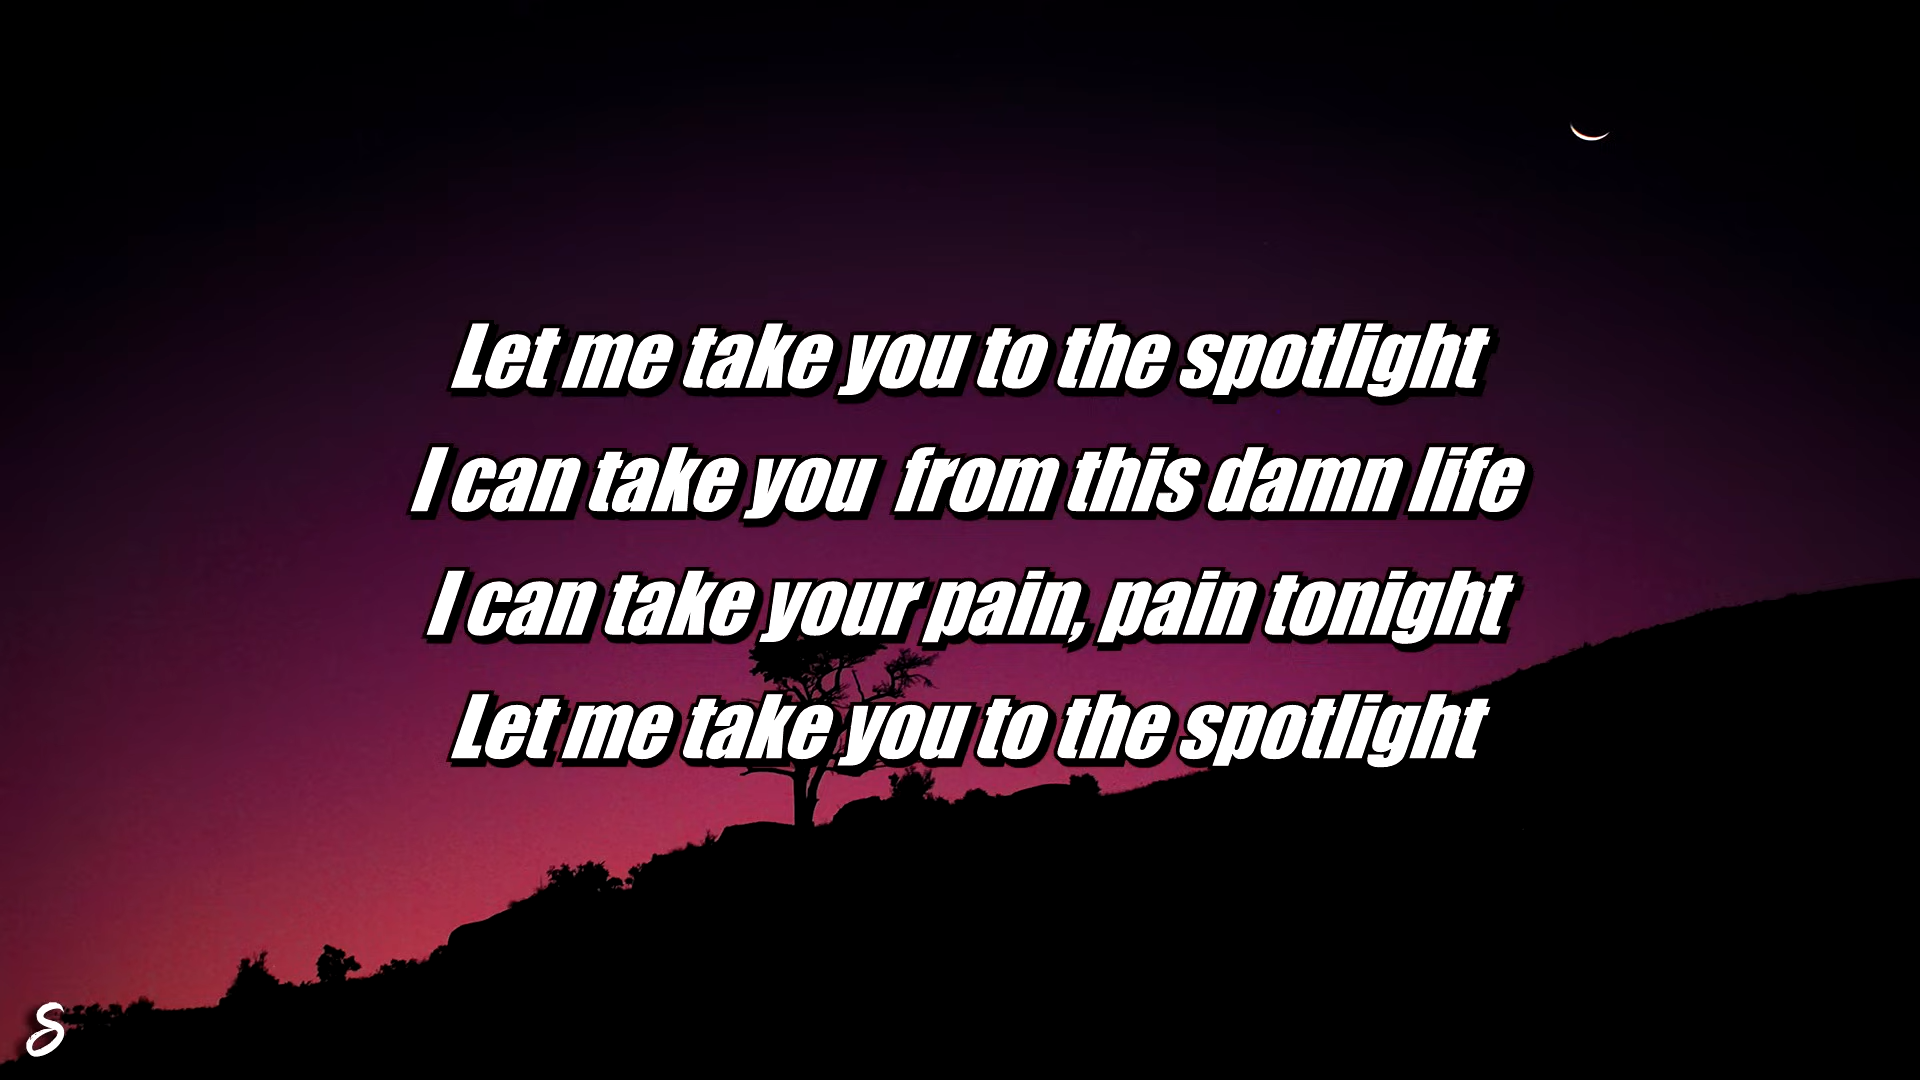 Let me take you to the spotlight
I can take you  from this damn life
I can take your pain, pain tonight
Let me take you to the spotlight
S